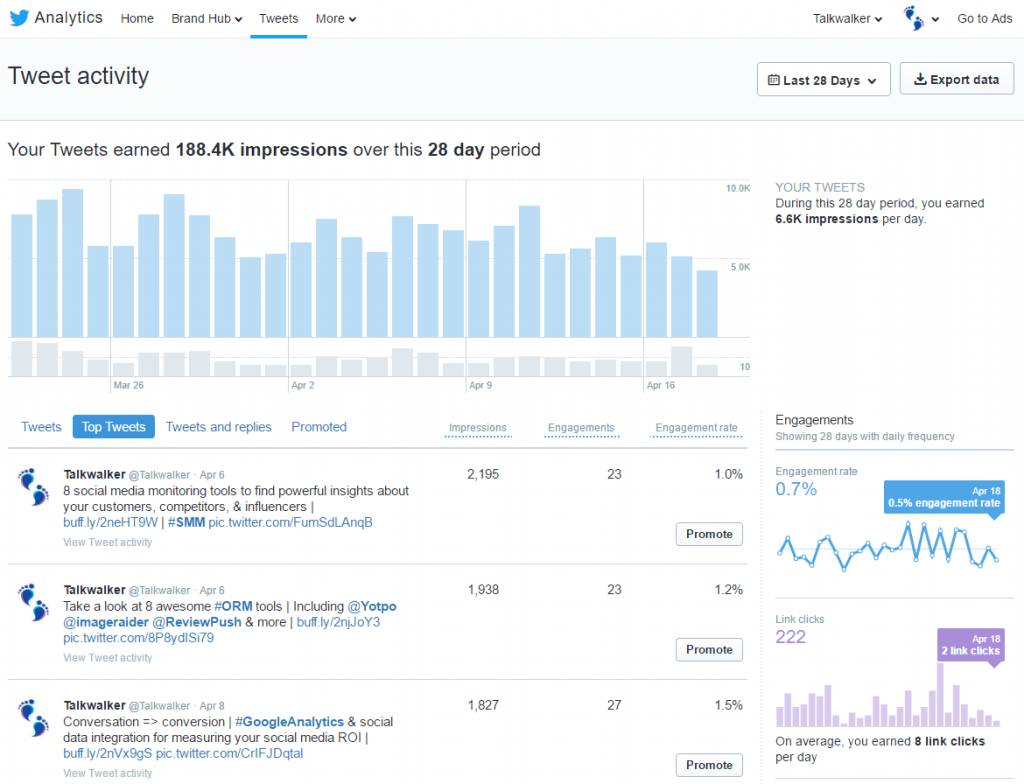 Analytics Home Brand Hub Tweets More Talkwalker Go to Ads
Tweet activity
Last 28 Days Export data
Your Tweets earned 188.4K impressions over this 28 day period
10.0K
5.0K
10
Mar 26 Apr 2 Apr 9 Apr 16
YOUR TWEETS
During this 28 day period, you earned
6.6K impressions per day.
Tweets Top Tweets Tweets and replies Promoted Impressions Engagements Engagement rate
Talkwalker @Talkwalker · Apr 6 2,195 23 1.0%
8 social media monitoring tools to find powerful insights about
your customers, competitors, & influencers |
buff.ly/2neHT9W | #SMM pic.twitter.com/FumSdLAnqB
View Tweet activity
Promote
Talkwalker @Talkwalker · Apr 6 1,938 23 1.2%
Take a look at 8 awesome #ORM tools | Including @Yotpo
@imageraider @ReviewPush & more | buff.ly/2njJoY3
pic.twitter.com/8P8ydlSi79
View Tweet activity
Promote
Talkwalker @Talkwalker · Apr 8 1,827 27 1.5%
Conversation => conversion | #GoogleAnalytics & social
data integration for measuring your social media ROI |
buff.ly/2nVx9gS pic.twitter.com/CrIFJDqtaI
View Tweet activity
Promote
Engagements
Showing 28 days with daily frequency
Engagement rate
0.7%
Apr 18
0.5% engagement rate
Link clicks
222
Apr 18
2 link clicks
On average, you earned 8 link clicks
per day